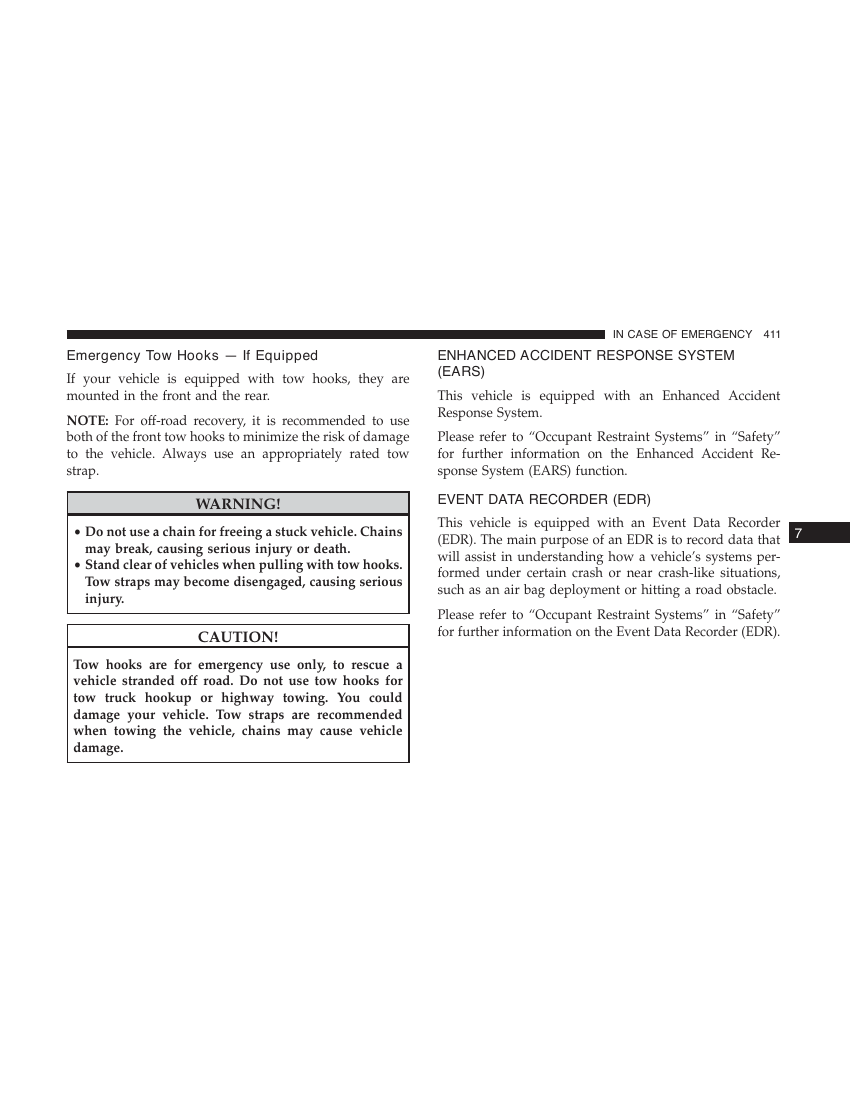 IN CASE OF EMERGENCY 411
Emergency Tow Hooks — If Equipped
If your vehicle is equipped with tow hooks, they are
mounted in the front and the rear.
NOTE: For off-road recovery, it is recommended to use
both of the front tow hooks to minimize the risk of damage
to the vehicle. Always use an appropriately rated tow
strap.
WARNING!
• Do not use a chain for freeing a stuck vehicle. Chains
may break, causing serious injury or death.
• Stand clear of vehicles when pulling with tow hooks.
Tow straps may become disengaged, causing serious
injury.
CAUTION!
Tow hooks are for emergency use only, to rescue a
vehicle stranded off road. Do not use tow hooks for
tow truck hookup or highway towing. You could
damage your vehicle. Tow straps are recommended
when towing the vehicle, chains may cause vehicle
damage.
ENHANCED ACCIDENT RESPONSE SYSTEM
(EARS)
This vehicle is equipped with an Enhanced Accident
Response System.
Please refer to “Occupant Restraint Systems” in “Safety”
for further information on the Enhanced Accident Re-
sponse System (EARS) function.
EVENT DATA RECORDER (EDR)
This vehicle is equipped with an Event Data Recorder
(EDR). The main purpose of an EDR is to record data that
will assist in understanding how a vehicle’s systems per-
formed under certain crash or near crash-like situations,
such as an air bag deployment or hitting a road obstacle.
Please refer to “Occupant Restraint Systems” in “Safety”
for further information on the Event Data Recorder (EDR).
7